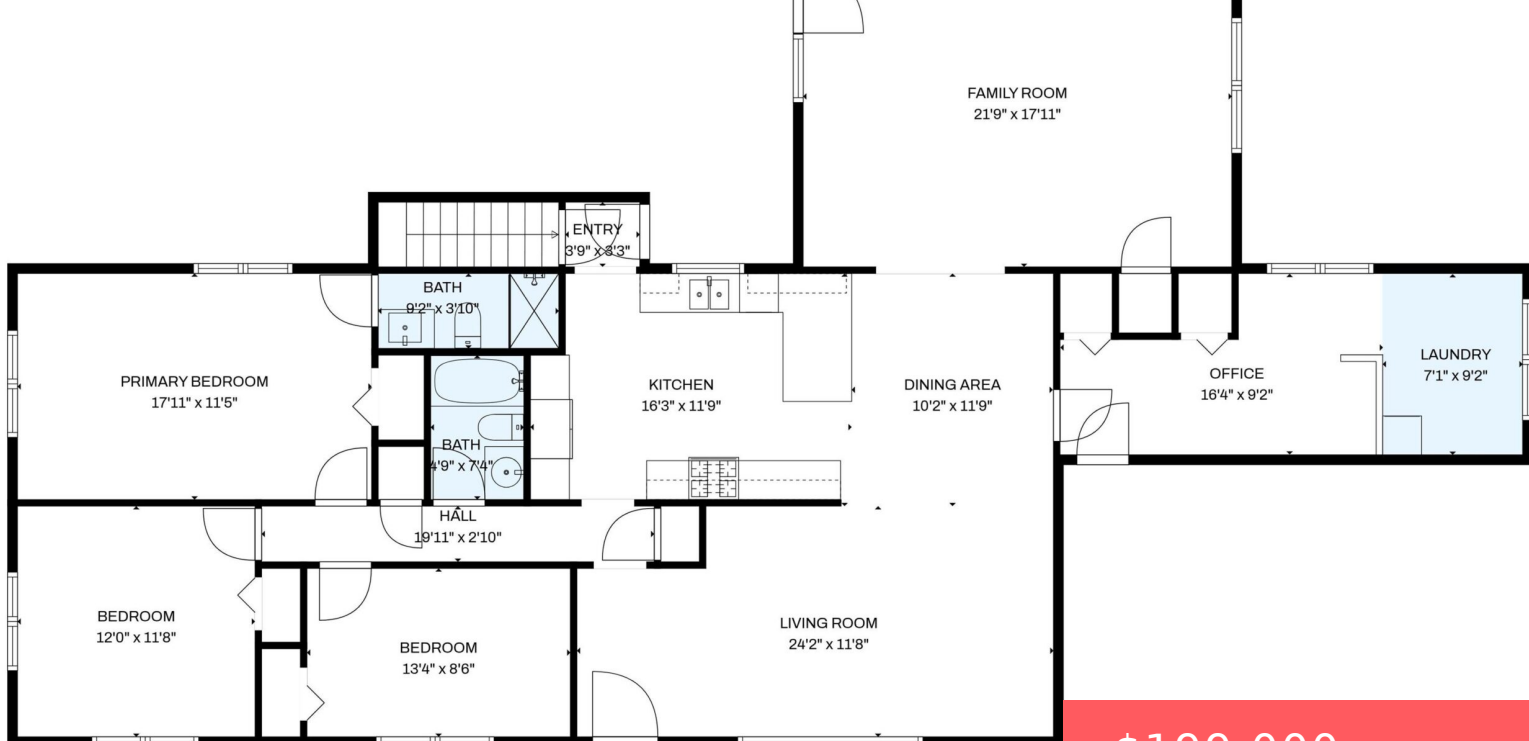 FAMILY ROOM
21'9" x 17'11"
ENTRY
3'9" x 3'3"
BATH
9'2" x 3'10"
PRIMARY BEDROOM
17'11" x 11'5"
KITCHEN
16'3" x 11'9"
DINING AREA
10'2" x 11'9"
OFFICE
16'4" x 9'2"
LAUNDRY
7'1" x 9'2"
BATH
4'9" x 7'4"
HALL
19'11" x 2'10"
BEDROOM
12'0" x 11'8"
BEDROOM
13'4" x 8'6"
LIVING ROOM
24'2" x 11'8"